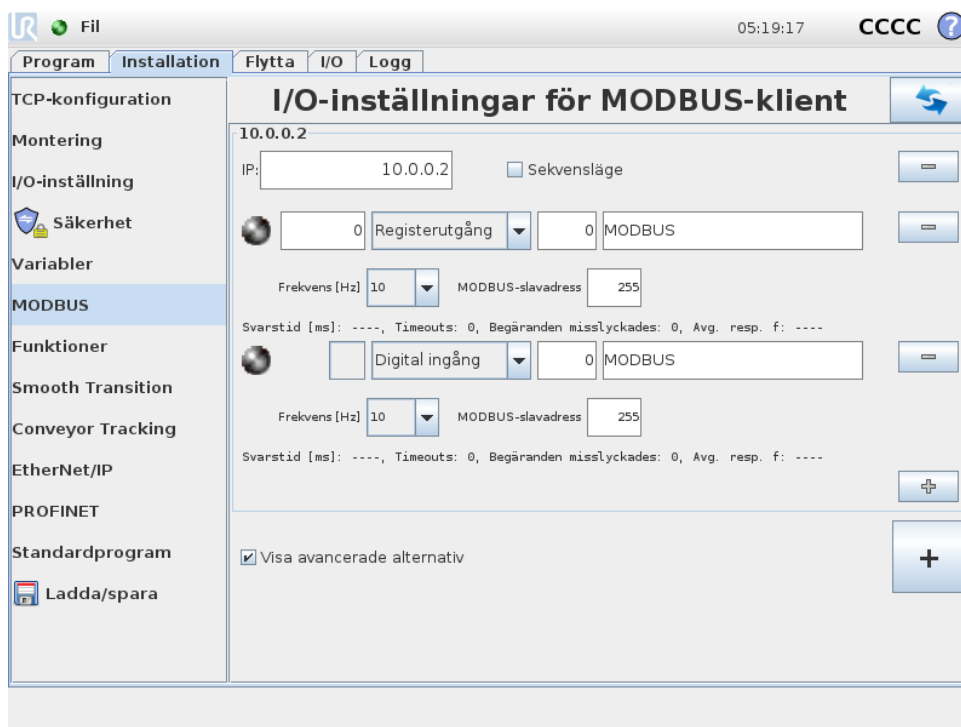 UR Fil 05:19:17 CCCC ?
Program Installation Flytta I/O Logg
TCP-konfiguration
Montering
I/O-inställning
Säkerhet
Variabler
MODBUS
Funktioner
Smooth Transition
Conveyor Tracking
EtherNet/IP
PROFINET
Standardprogram
Ladda/spara
I/O-inställningar för MODBUS-klient
10.0.0.2
IP: 10.0.0.2 Sekvensläge
0 Registerutgång 0 MODBUS
Frekvens [Hz] 10 MODBUS-slavadress 255
Svarstid [ms]: ----, Timeouts: 0, Begäranden misslyckades: 0, Avg. resp. f: ----
Digital ingång 0 MODBUS
Frekvens [Hz] 10 MODBUS-slavadress 255
Svarstid [ms]: ----, Timeouts: 0, Begäranden misslyckades: 0, Avg. resp. f: ----
Visa avancerade alternativ